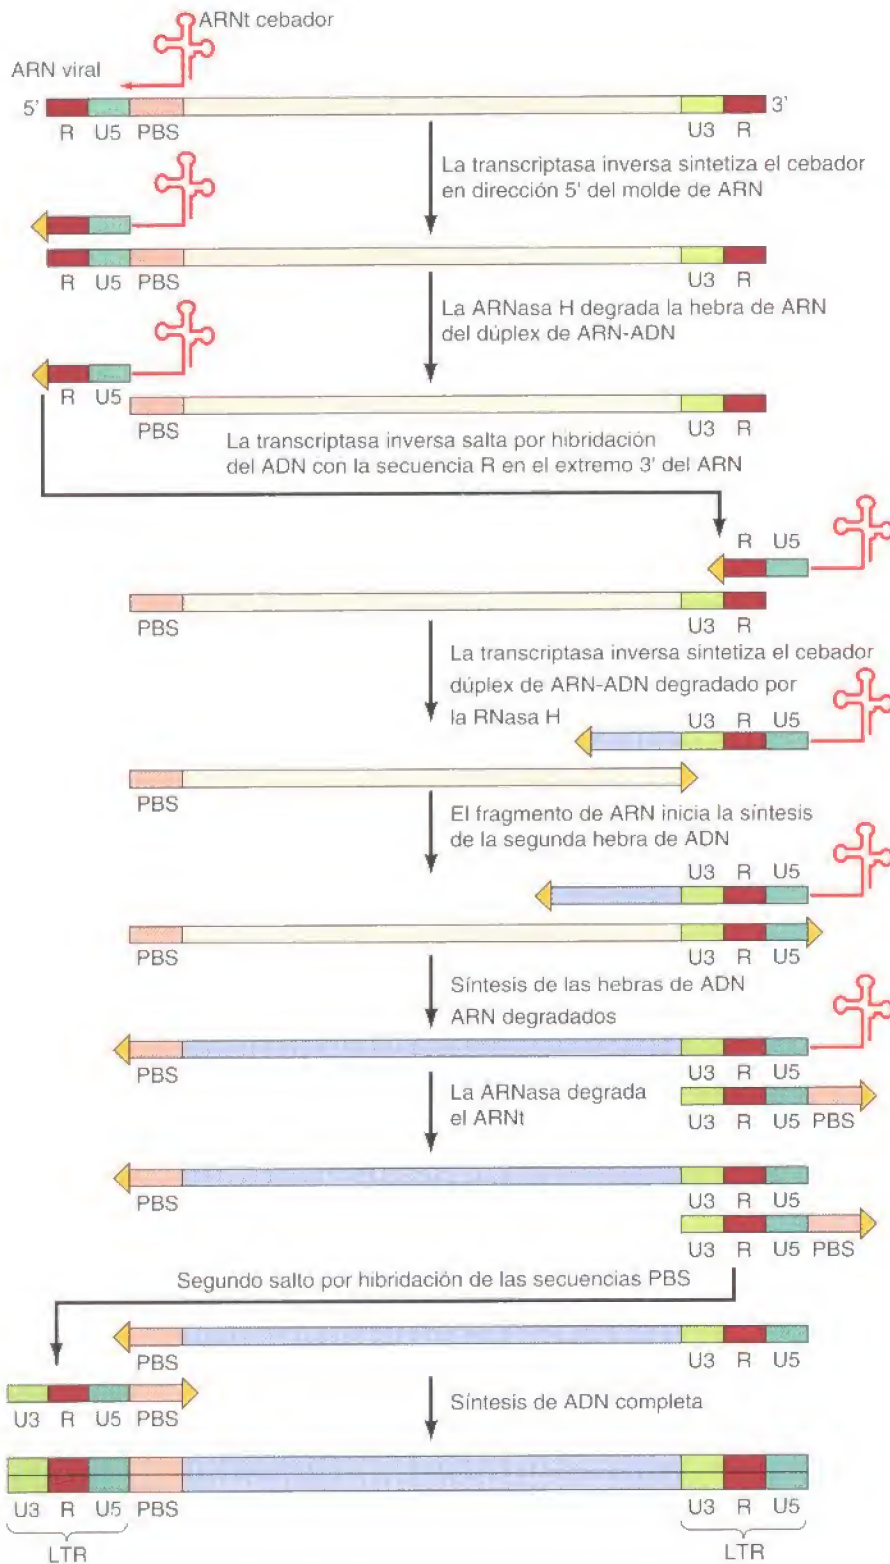 ARNt cebador
ARN viral
5' 3'
R U5 PBS U3 R
La transcriptasa inversa sintetiza el cebador
en dirección 5' del molde de ARN
R U5 PBS U3 R
La ARNasa H degrada la hebra de ARN
del dúplex de ARN-ADN
R U5
PBS U3 R
La transcriptasa inversa salta por hibridación
del ADN con la secuencia R en el extremo 3' del ARN
R U5
PBS U3 R
La transcriptasa inversa sintetiza el cebador
dúplex de ARN-ADN degradado por
la RNasa H
U3 R U5
PBS
El fragmento de ARN inicia la síntesis
de la segunda hebra de ADN
U3 R U5
PBS U3 R U5
Síntesis de las hebras de ADN
ARN degradados
PBS U3 R U5
La ARNasa degrada
el ARNt
U3 R U5 PBS
PBS U3 R U5
U3 R U5 PBS
Segundo salto por hibridación de las secuencias PBS
PBS U3 R U5
U3 R U5 PBS
Síntesis de ADN completa
U3 R U5 PBS U3 R U5
LTR LTR